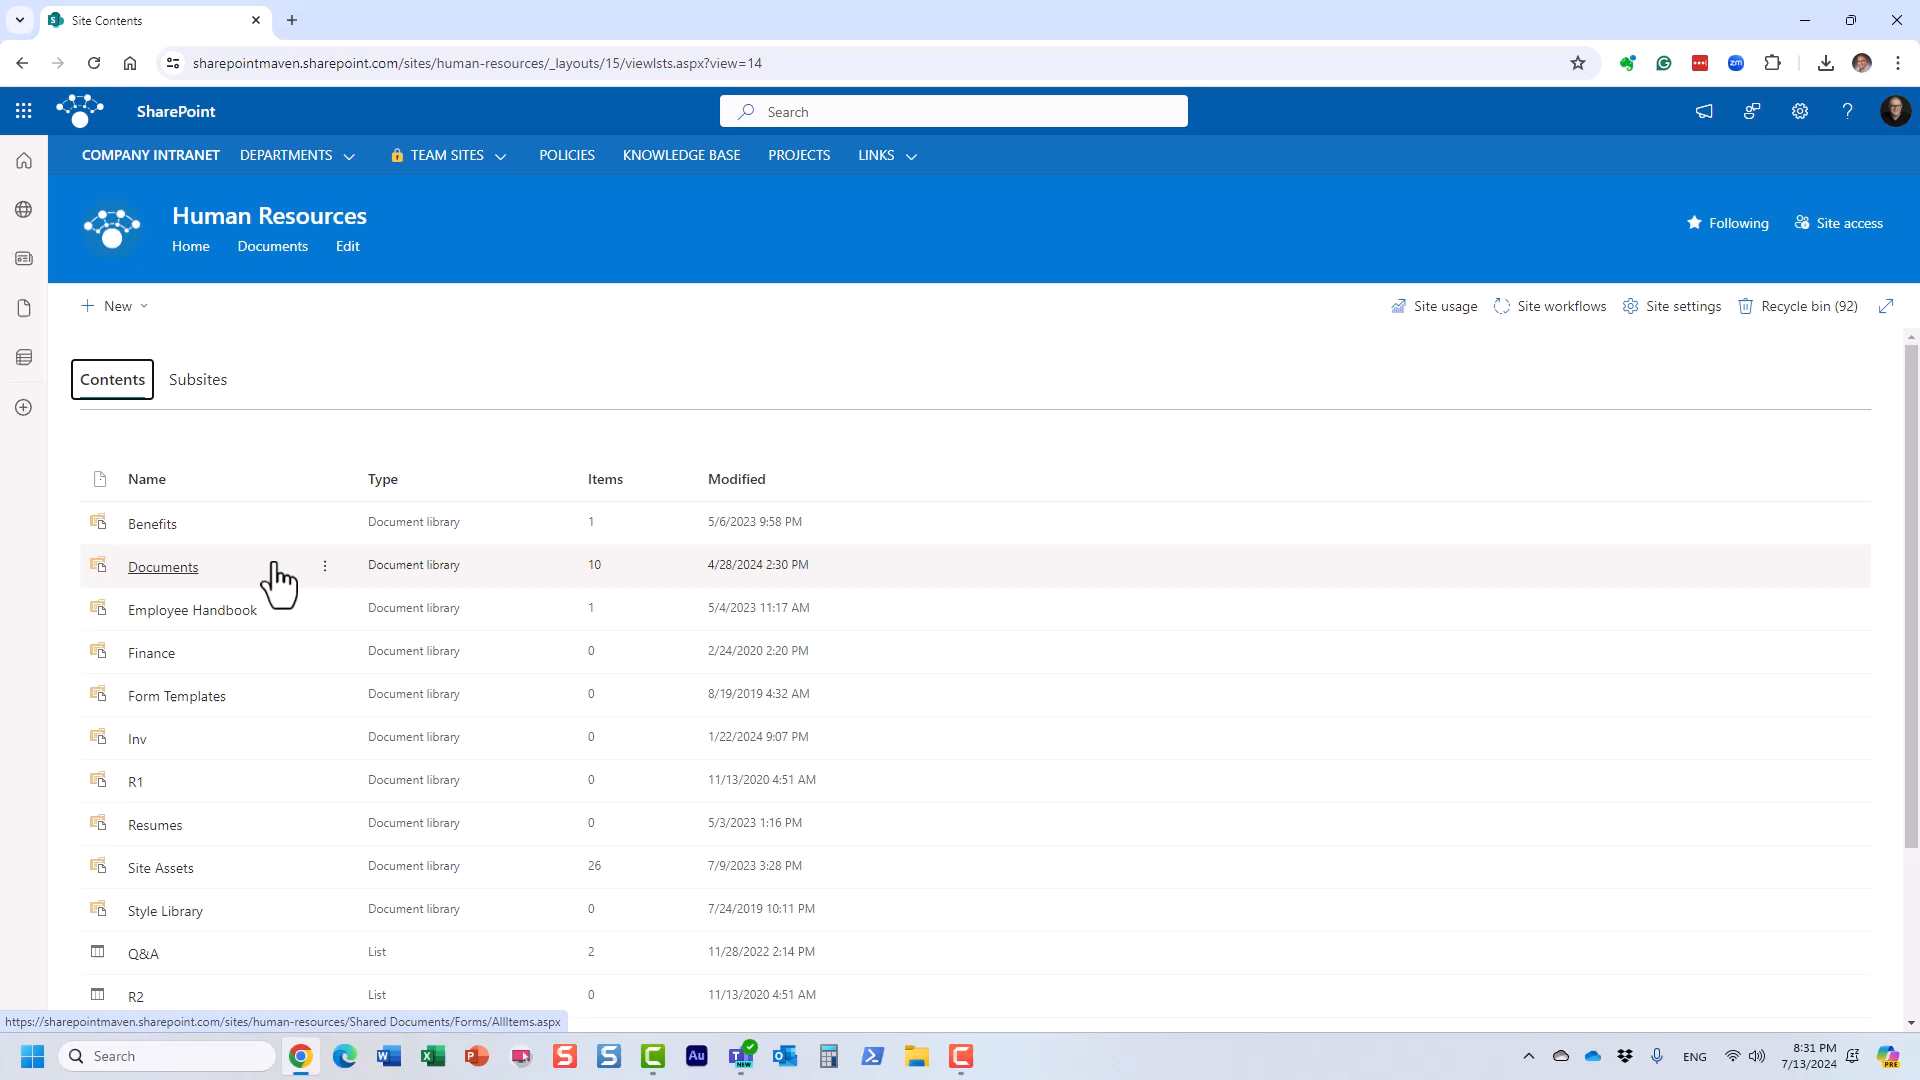 Site Contents
sharepointmaven.sharepoint.com/sites/human-resources/_layouts/15/viewlsts.aspx?view=14
SharePoint
Search
COMPANY INTRANET DEPARTMENTS TEAM SITES POLICIES KNOWLEDGE BASE PROJECTS LINKS
Human Resources
Home Documents Edit
Following Site access
New
Site usage Site workflows Site settings Recycle bin (92)
Contents Subsites
Name Type Items Modified
Benefits Document library 1 5/6/2023 9:58 PM
Documents Document library 10 4/28/2024 2:30 PM
Employee Handbook Document library 1 5/4/2023 11:17 AM
Finance Document library 0 2/24/2020 2:20 PM
Form Templates Document library 0 8/19/2019 4:32 AM
Inv Document library 0 1/22/2024 9:07 PM
R1 Document library 0 11/13/2020 4:51 AM
Resumes Document library 0 5/3/2023 1:16 PM
Site Assets Document library 26 7/9/2023 3:28 PM
Style Library Document library 0 7/24/2019 10:11 PM
Q&A List 2 11/28/2022 2:14 PM
R2 List 0 11/13/2020 4:51 AM
https://sharepointmaven.sharepoint.com/sites/human-resources/Shared Documents/Forms/AllItems.aspx
Search
ENG
8:31 PM
7/13/2024